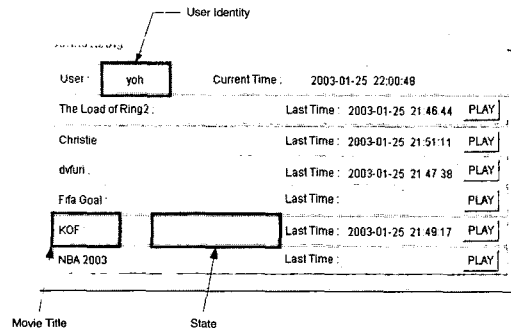 User Identity
User : yoh Current Time : 2003-01-25 22:00:48
The Load of Ring2 : Last Time : 2003-01-25 21:46:44 PLAY
Christie Last Time : 2003-01-25 21:51:11 PLAY
dvfuri : Last Time : 2003-01-25 21:47:38 PLAY
Fifa Goal : Last Time : PLAY
KOF : Last Time : 2003-01-25 21:49:17 PLAY
NBA 2003 Last Time : PLAY
Movie Title State